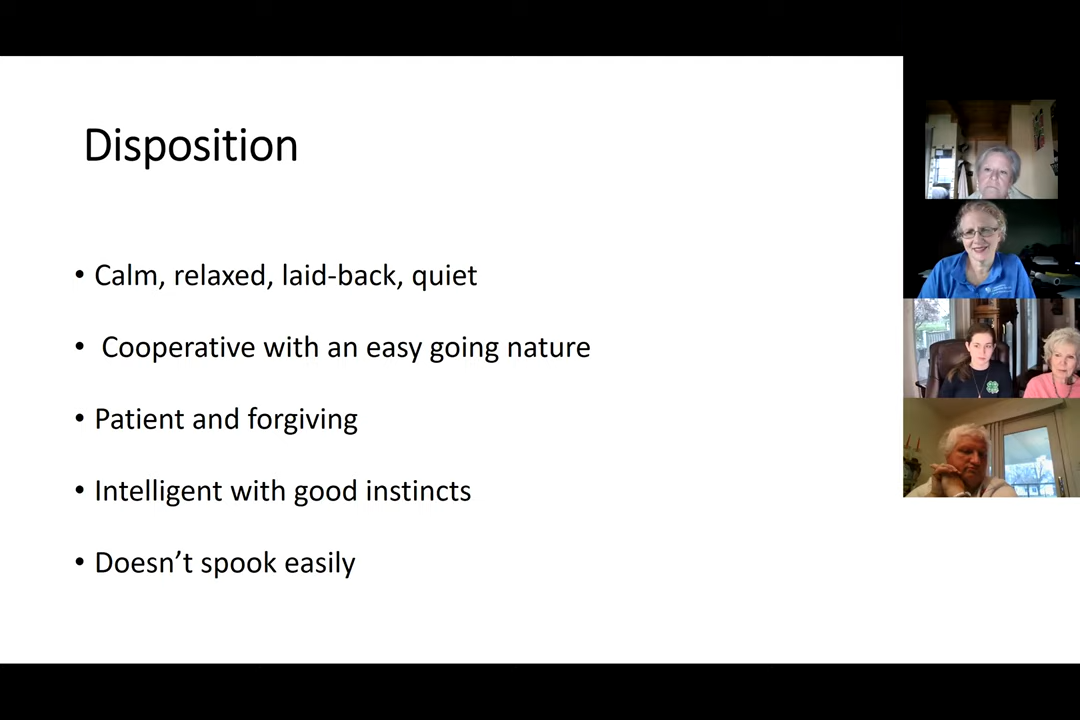 Disposition
• Calm, relaxed, laid-back, quiet
• Cooperative with an easy going nature
• Patient and forgiving
• Intelligent with good instincts
• Doesn’t spook easily